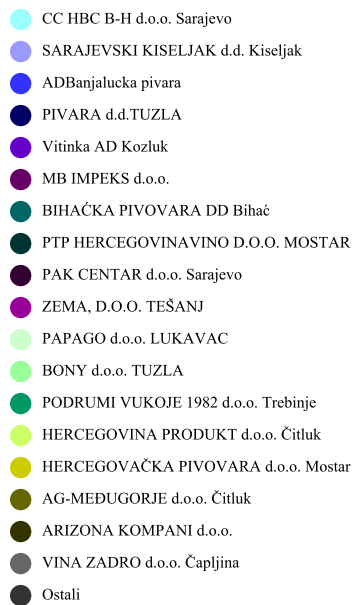 CC HBC B-H d.o.o. Sarajevo
SARAJEVSKI KISELJAK d.d. Kiseljak
ADBanjalucka pivara
PIVARA d.d.TUZLA
Vitinka AD Kozluk
MB IMPEKS d.o.o.
BIHAĆKA PIVOVARA DD Bihać
PTP HERCEGOVINAVINO D.O.O. MOSTAR
PAK CENTAR d.o.o. Sarajevo
ZEMA, D.O.O. TEŠANJ
PAPAGO d.o.o. LUKAVAC
BONY d.o.o. TUZLA
PODRUMI VUKOJE 1982 d.o.o. Trebinje
HERCEGOVINA PRODUKT d.o.o. Čitluk
HERCEGOVAČKA PIVOVARA d.o.o. Mostar
AG-MEĐUGORJE d.o.o. Čitluk
ARIZONA KOMPANI d.o.o.
VINA ZADRO d.o.o. Čapljina
Ostali